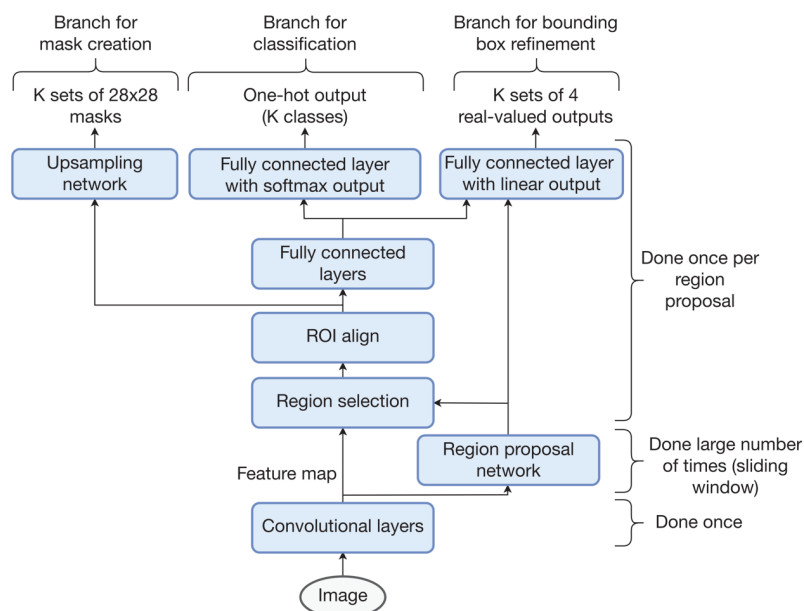 Branch for
mask creation
Branch for
classification
Branch for bounding
box refinement
K sets of 28x28
masks
One-hot output
(K classes)
K sets of 4
real-valued outputs
Upsampling
network
Fully connected layer
with softmax output
Fully connected layer
with linear output
Fully connected
layers
Done once per
region
proposal
ROI align
Region selection
Region proposal
network
Done large number
of times (sliding
window)
Feature map
Convolutional layers
Done once
Image